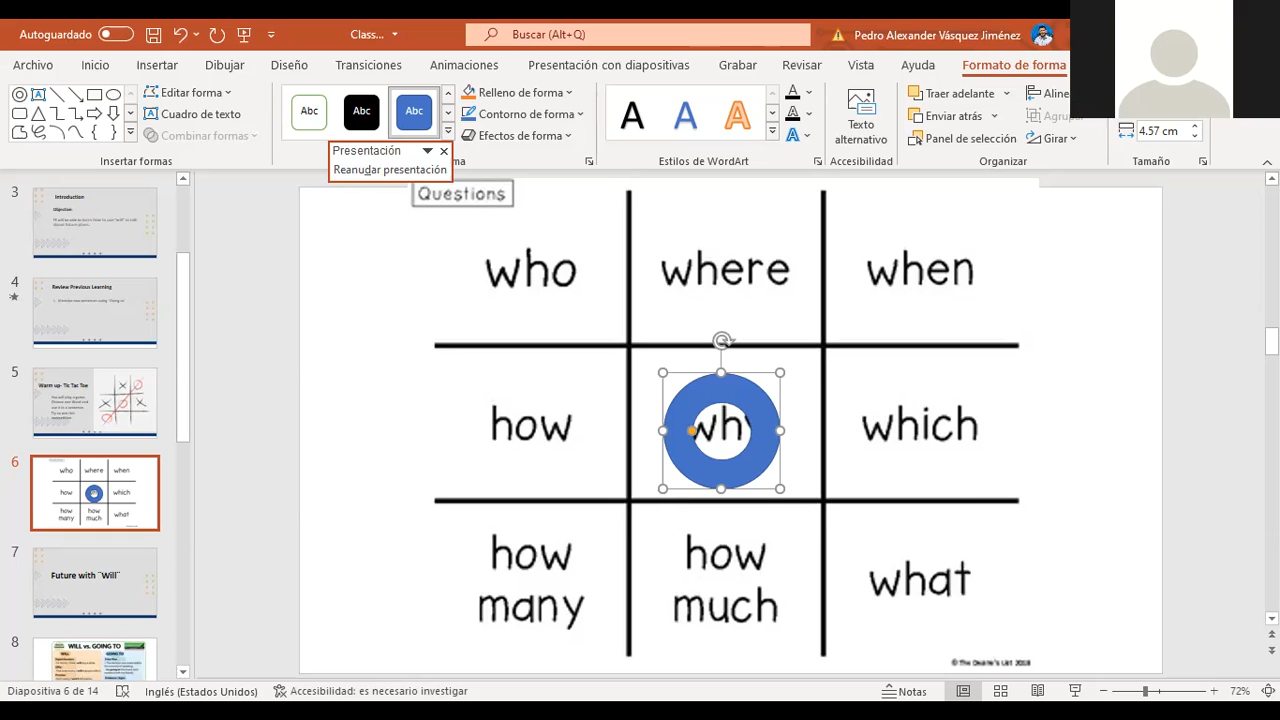 Autoguardado
Class...
Buscar (Alt+Q)
Pedro Alexander Vásquez Jiménez
Archivo Inicio Insertar Dibujar Diseño Transiciones Animaciones Presentación con diapositivas Grabar Revisar Vista Ayuda Formato de forma
Editar forma
Cuadro de texto
Combinar formas
Insertar formas
Abc Abc Abc
Relleno de forma
Contorno de forma
Efectos de forma
Presentación
Reanudar presentación
A A A
Estilos de WordArt
Texto alternativo
Accesibilidad
Traer adelante
Enviar atrás
Panel de selección
Agrupar
Organizar
4.57 cm
Tamaño
3
Introduction
Objective:
4
Review Previous Learning
5
Warm up- Tic Tac Toe
6
who where when
how which
how many how much what
7
Future with ¨Will¨
8
WILL vs. GOING TO
Questions
who where when
how why which
how many
how much
what
© The Deane's List 2018
Diapositiva 6 de 14
Inglés (Estados Unidos)
Accesibilidad: es necesario investigar
Notas
72%